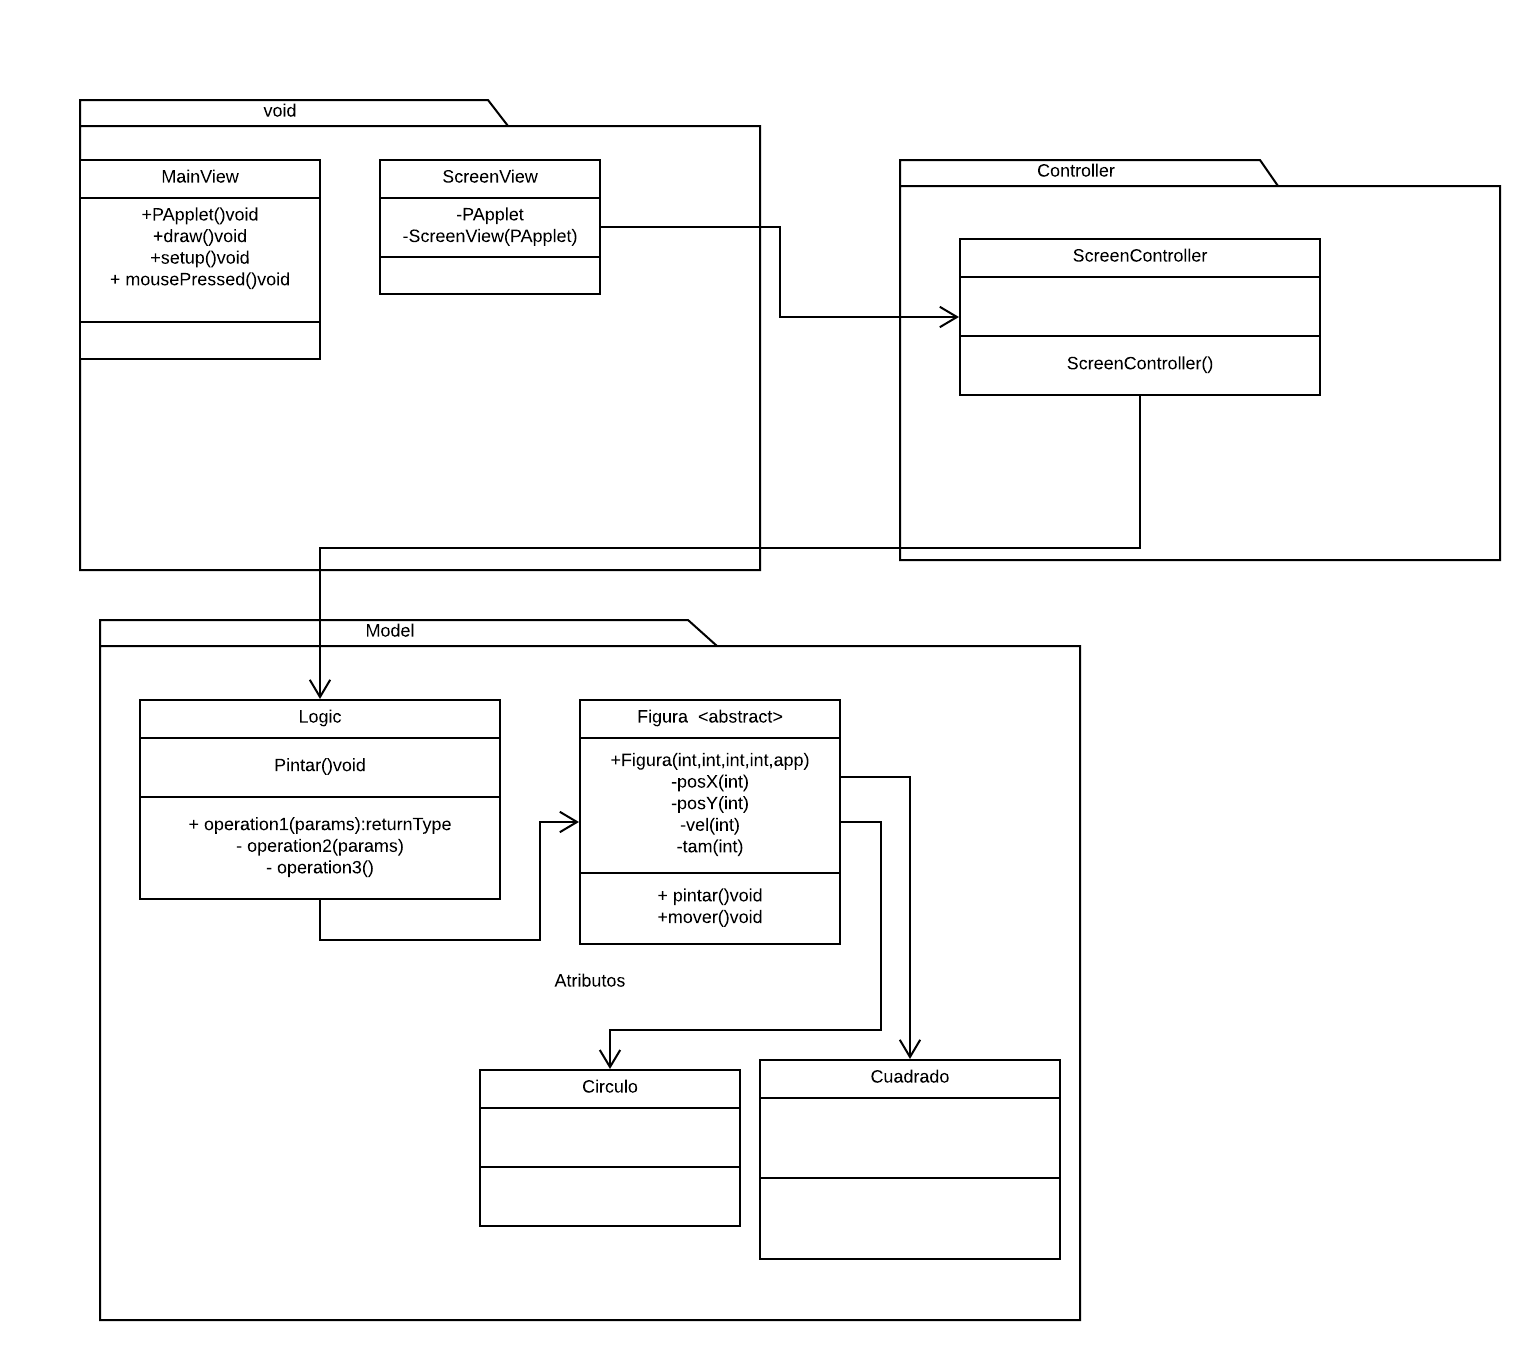 void
MainView
+PApplet()void
+draw()void
+setup()void
+ mousePressed()void
ScreenView
-PApplet
-ScreenView(PApplet)
Controller
ScreenController
ScreenController()
Model
Logic
Pintar()void
+ operation1(params):returnType
- operation2(params)
- operation3()
Figura  <abstract>
+Figura(int,int,int,int,app)
-posX(int)
-posY(int)
-vel(int)
-tam(int)
+ pintar()void
+mover()void
Atributos
Circulo
Cuadrado